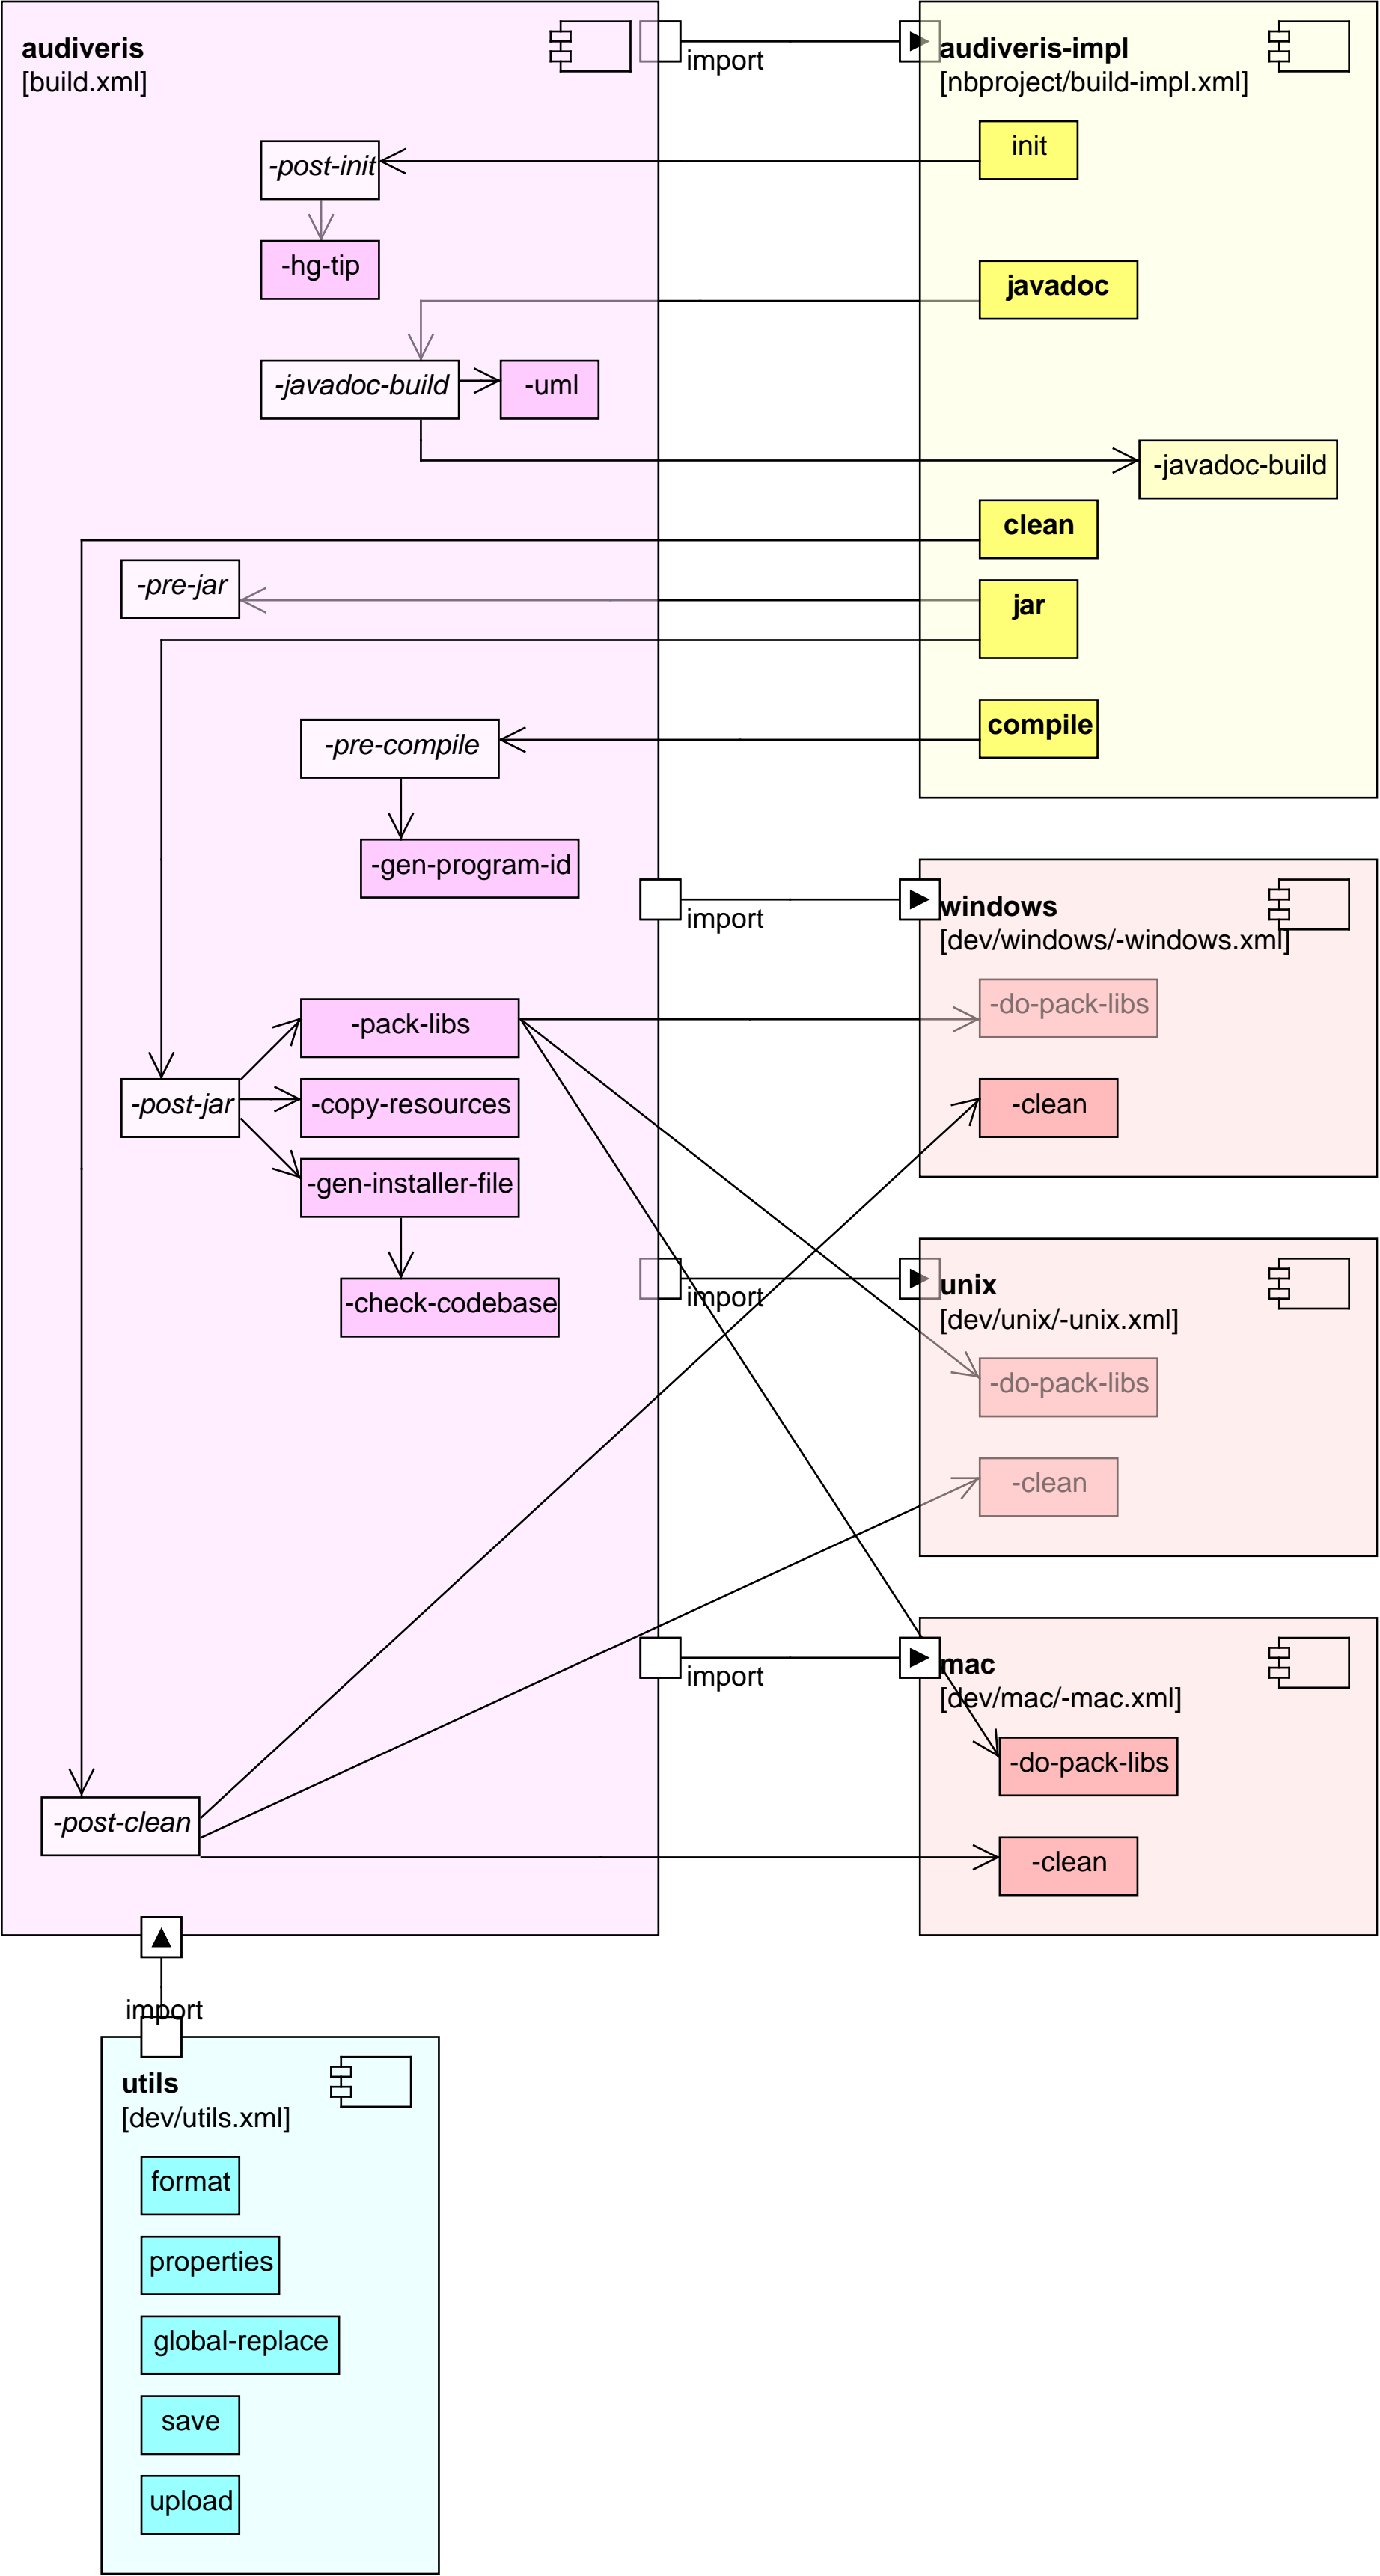 audiveris
[build.xml]
import
audiveris-impl
[nbproject/build-impl.xml]
-post-init
init
-hg-tip
javadoc
-javadoc-build
-uml
-javadoc-build
clean
-pre-jar
jar
-pre-compile
compile
-gen-program-id
import
windows
[dev/windows/-windows.xml]
-pack-libs
-do-pack-libs
-post-jar
-copy-resources
-clean
-gen-installer-file
-check-codebase
import
unix
[dev/unix/-unix.xml]
-do-pack-libs
-clean
import
mac
[dev/mac/-mac.xml]
-do-pack-libs
-post-clean
-clean
import
utils
[dev/utils.xml]
format
properties
global-replace
save
upload